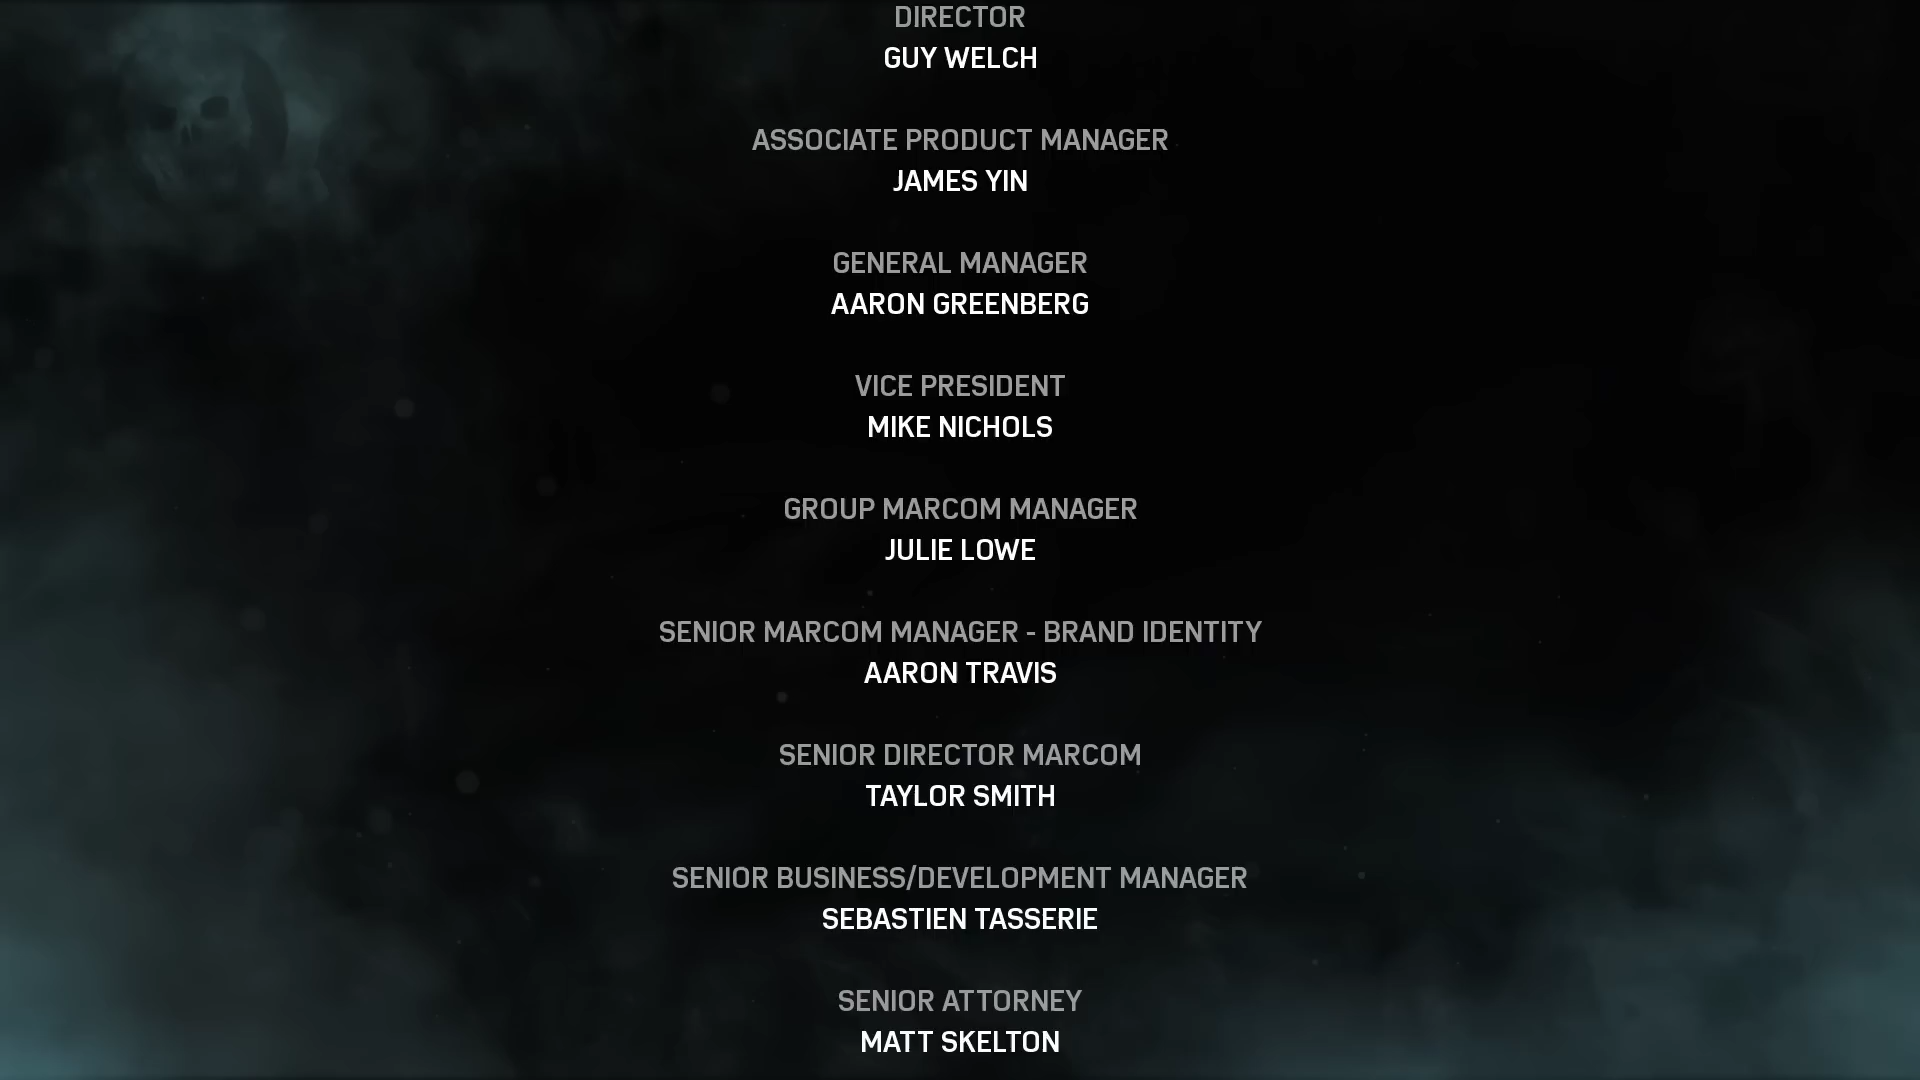 DIRECTOR
GUY WELCH
ASSOCIATE PRODUCT MANAGER
JAMES YIN
GENERAL MANAGER
AARON GREENBERG
VICE PRESIDENT
MIKE NICHOLS
GROUP MARCOM MANAGER
JULIE LOWE
SENIOR MARCOM MANAGER - BRAND IDENTITY
AARON TRAVIS
SENIOR DIRECTOR MARCOM
TAYLOR SMITH
SENIOR BUSINESS/DEVELOPMENT MANAGER
SEBASTIEN TASSERIE
SENIOR ATTORNEY
MATT SKELTON